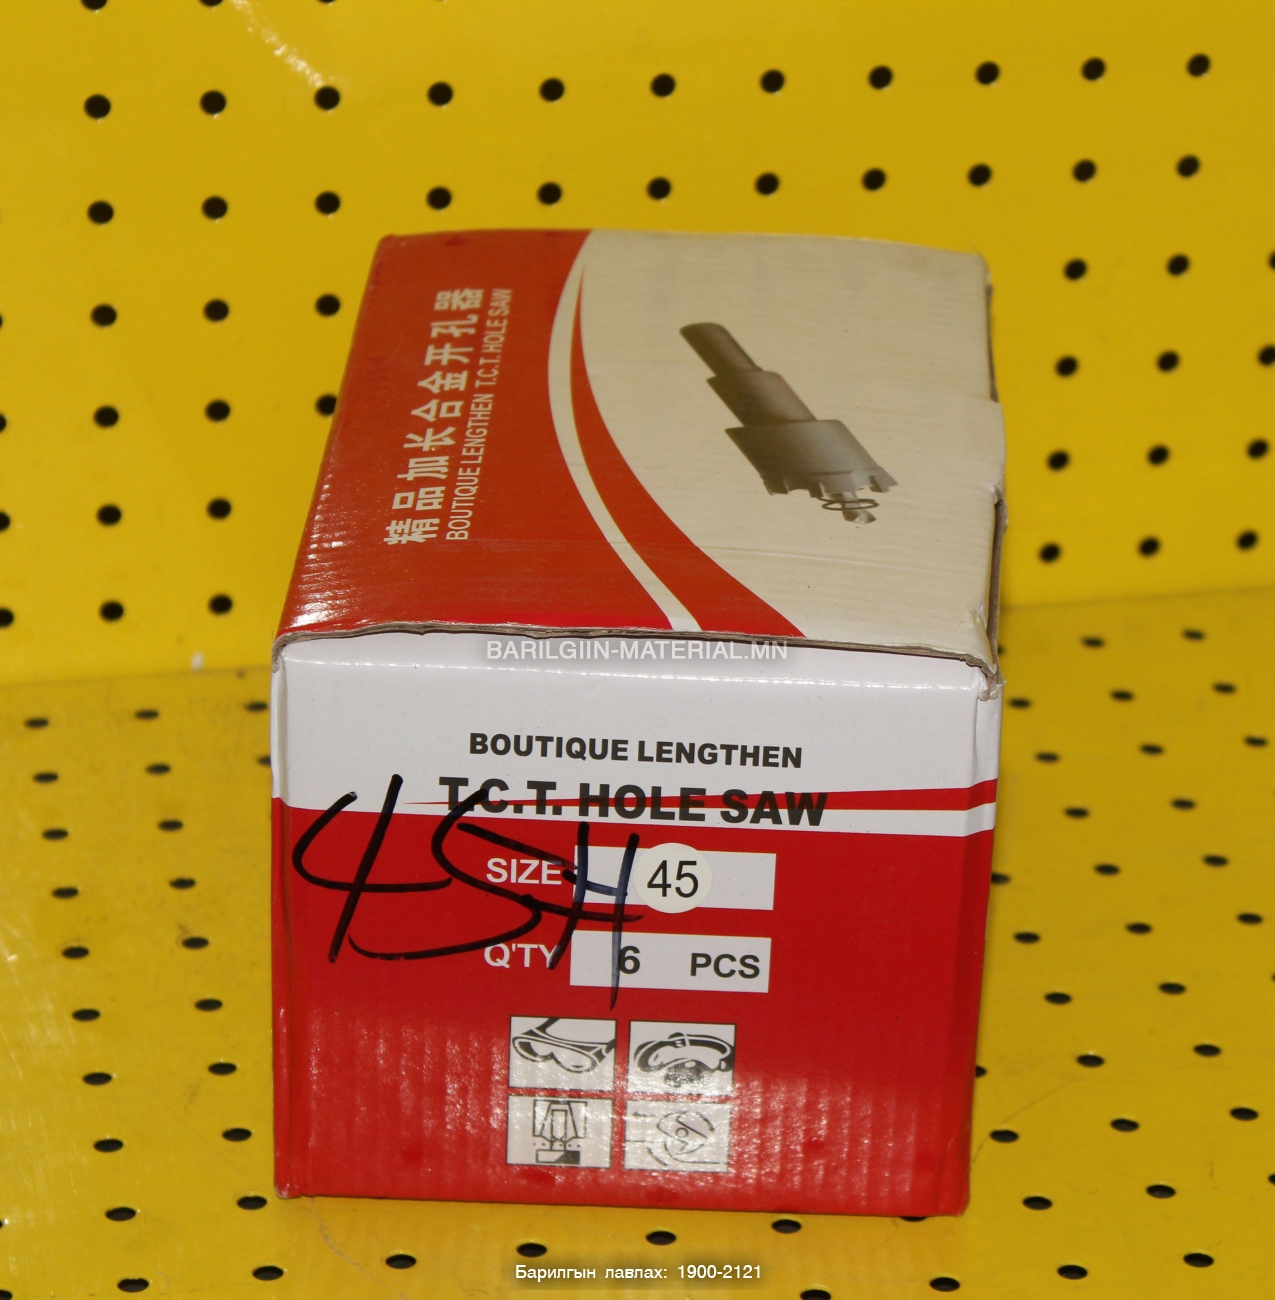 精品加长合金开孔器
BOUTIQUE LENGTHEN T.C.T. HOLE SAW
BARILGIIN-MATERIAL.MN
BOUTIQUE LENGTHEN
T.C.T. HOLE SAW
45H
SIZE: 45
Q'TY 6 PCS
Барилгын лавлах: 1900-2121